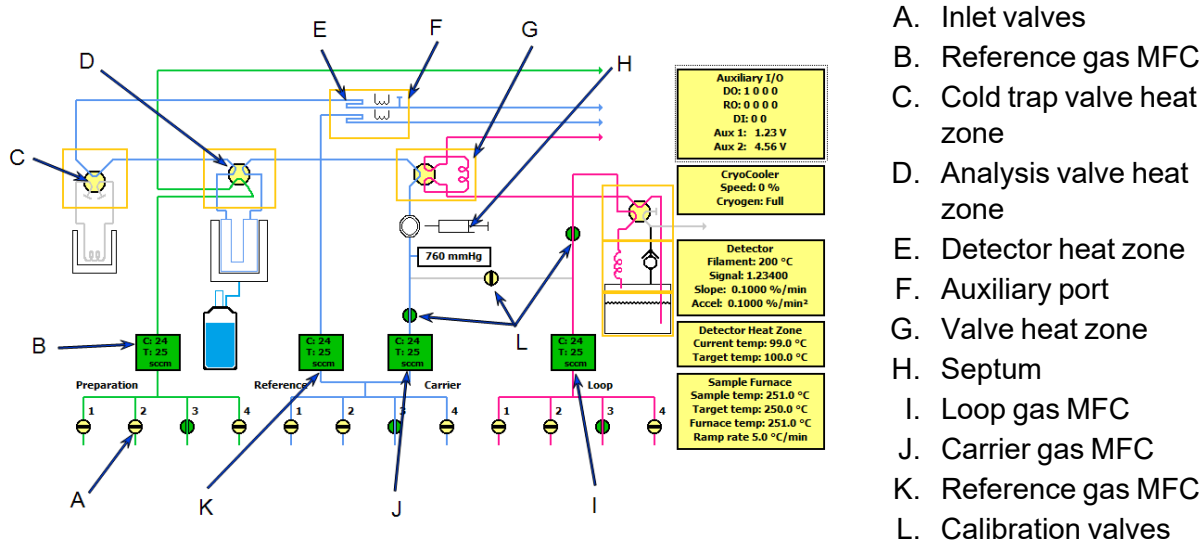 E
F
G
H
D
C
B
A
K
J
I
L
Auxiliary I/O
DO: 1 0 0 0
RO: 0 0 0 0
DI: 0 0
Aux 1: 1.23 V
Aux 2: 4.56 V
CryoCooler
Speed: 0 %
Cryogen: Full
760 mmHg
Detector
Filament: 200 °C
Signal: 1.23400
Slope: 0.1000 %/min
Accel: 0.1000 %/min²
Detector Heat Zone
Current temp: 99.0 °C
Target temp: 100.0 °C
Sample Furnace
Sample temp: 251.0 °C
Target temp: 250.0 °C
Furnace temp: 251.0 °C
Ramp rate 5.0 °C/min
C: 24
T: 25
sccm
C: 24
T: 25
sccm
C: 24
T: 25
sccm
C: 24
T: 25
sccm
Preparation
Reference
Carrier
Loop
1 2 3 4
1 2 3 4
1 2 3 4
A. Inlet valves
B. Reference gas MFC
C. Cold trap valve heat
zone
D. Analysis valve heat
zone
E. Detector heat zone
F. Auxiliary port
G. Valve heat zone
H. Septum
I. Loop gas MFC
J. Carrier gas MFC
K. Reference gas MFC
L. Calibration valves